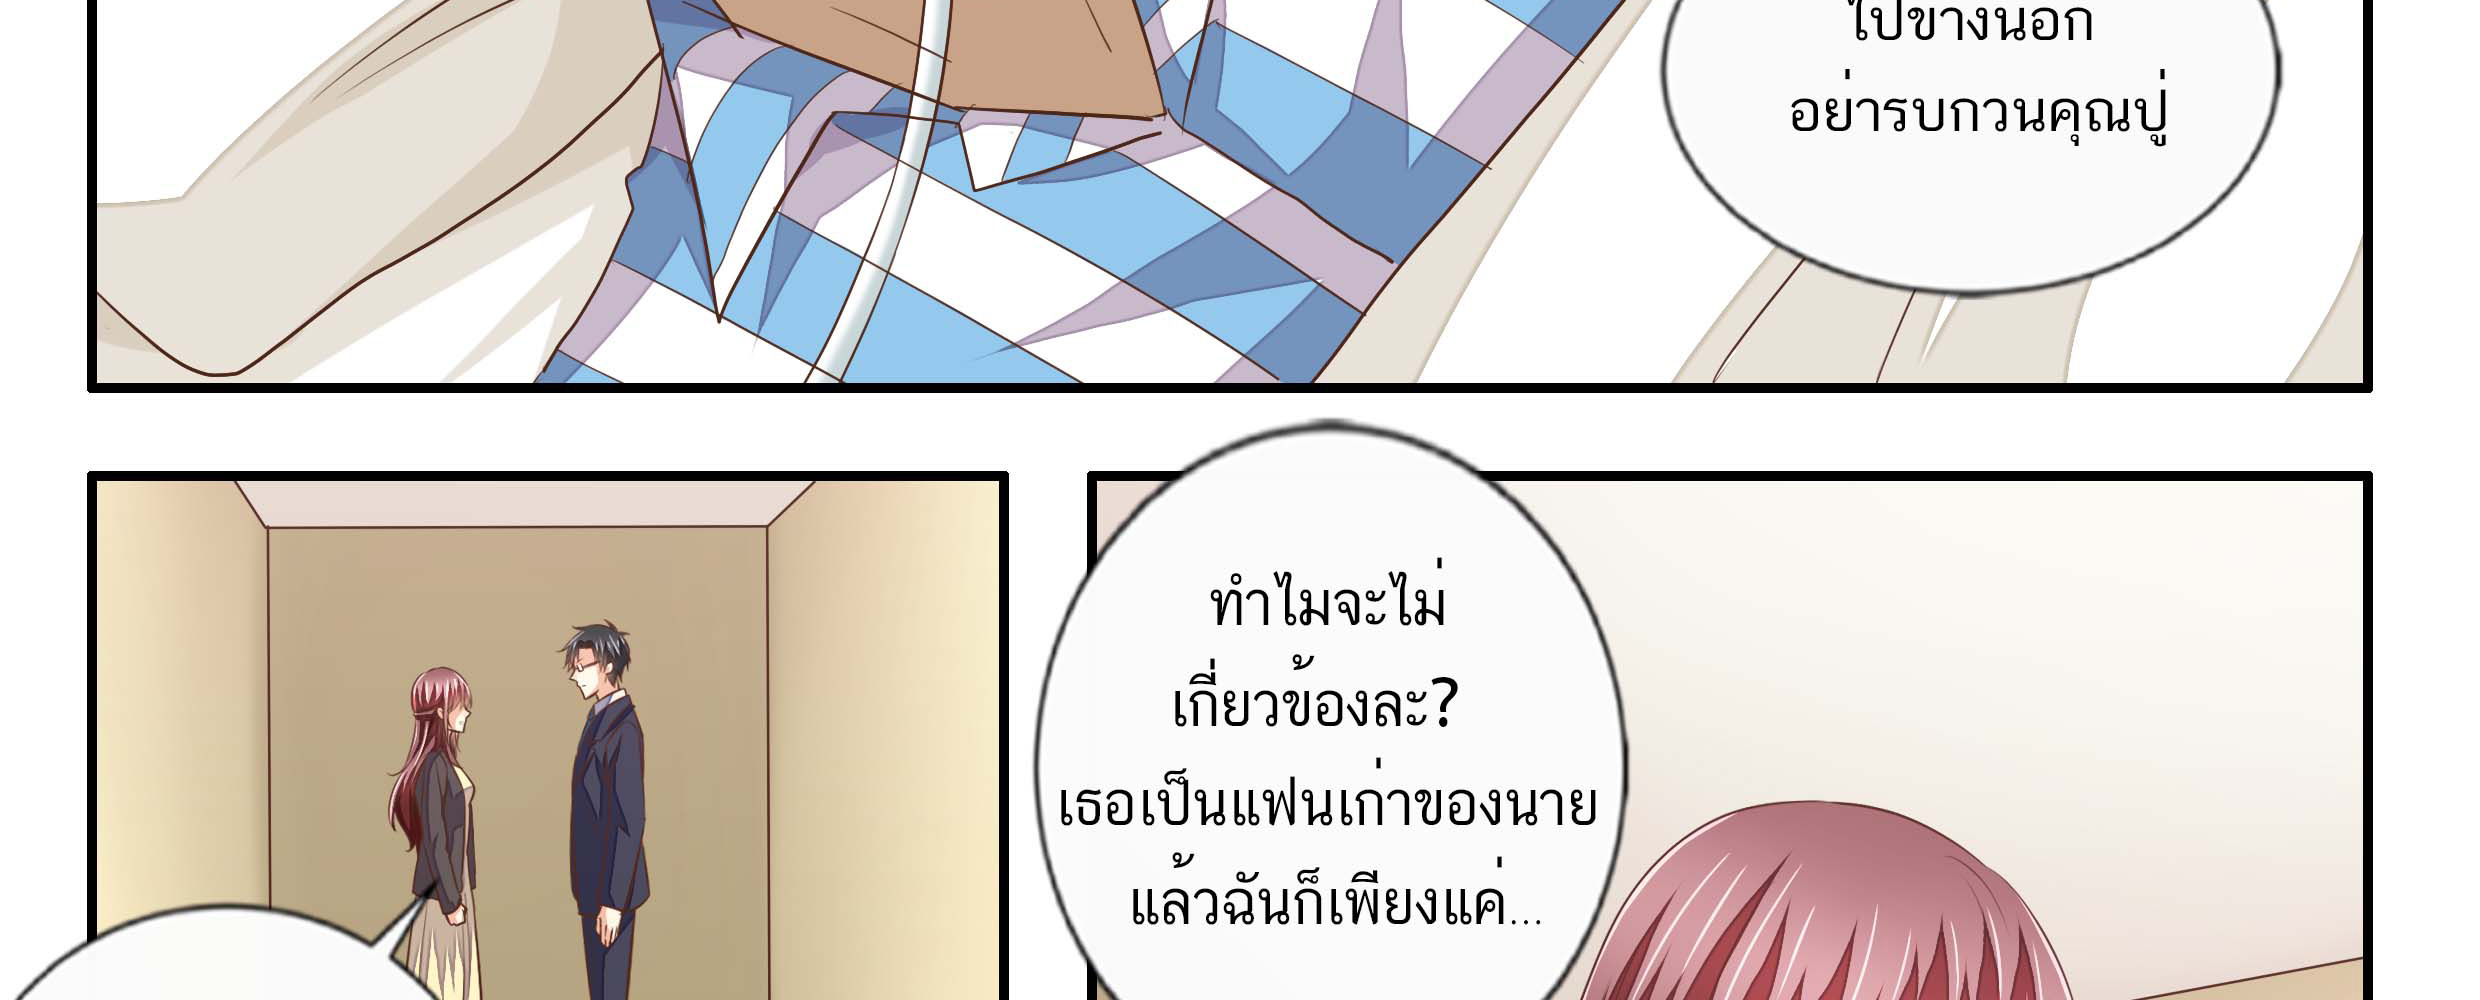 ไปข้างนอก
อย่ารบกวนคุณปู่
ทำไมจะไม่
เกี่ยวข้องละ?
เธอเป็นแฟนเก่าของนาย
แล้วฉันก็เพียงแค่...